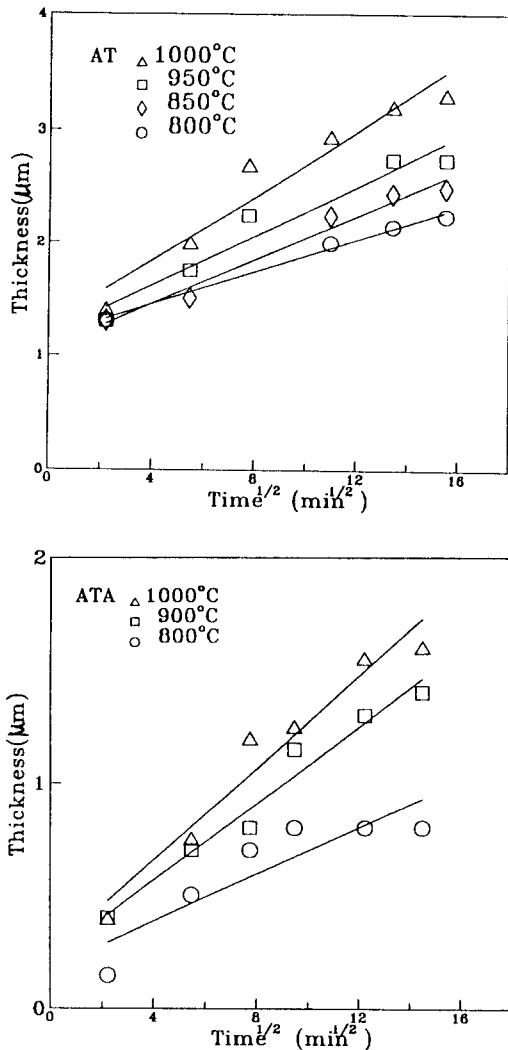 4
AT △ 1000°C
□ 950°C
◇ 850°C
○ 800°C
3
2
1
0
Thickness(μm)
0 4 8 12 16
Time^1/2 (min^1/2)
2
ATA △ 1000°C
□ 900°C
○ 800°C
1
0
Thickness(μm)
0 4 8 12 16
Time^1/2 (min^1/2)